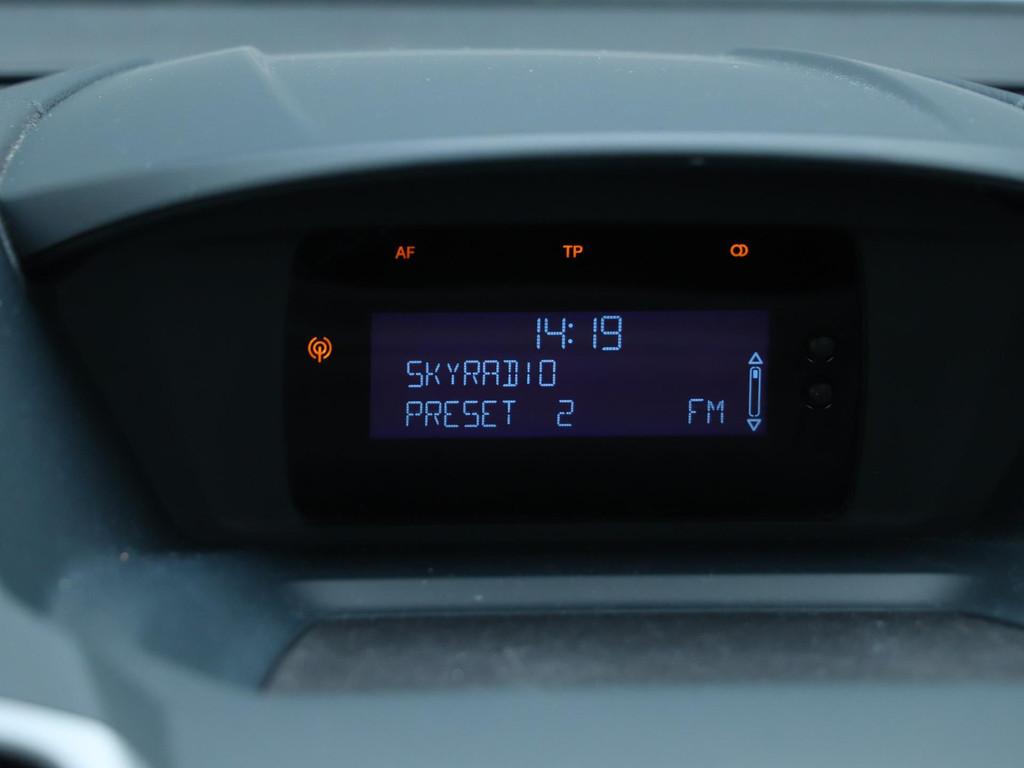 AF TP
14:19
SKYRADIO
PRESET 2 FM